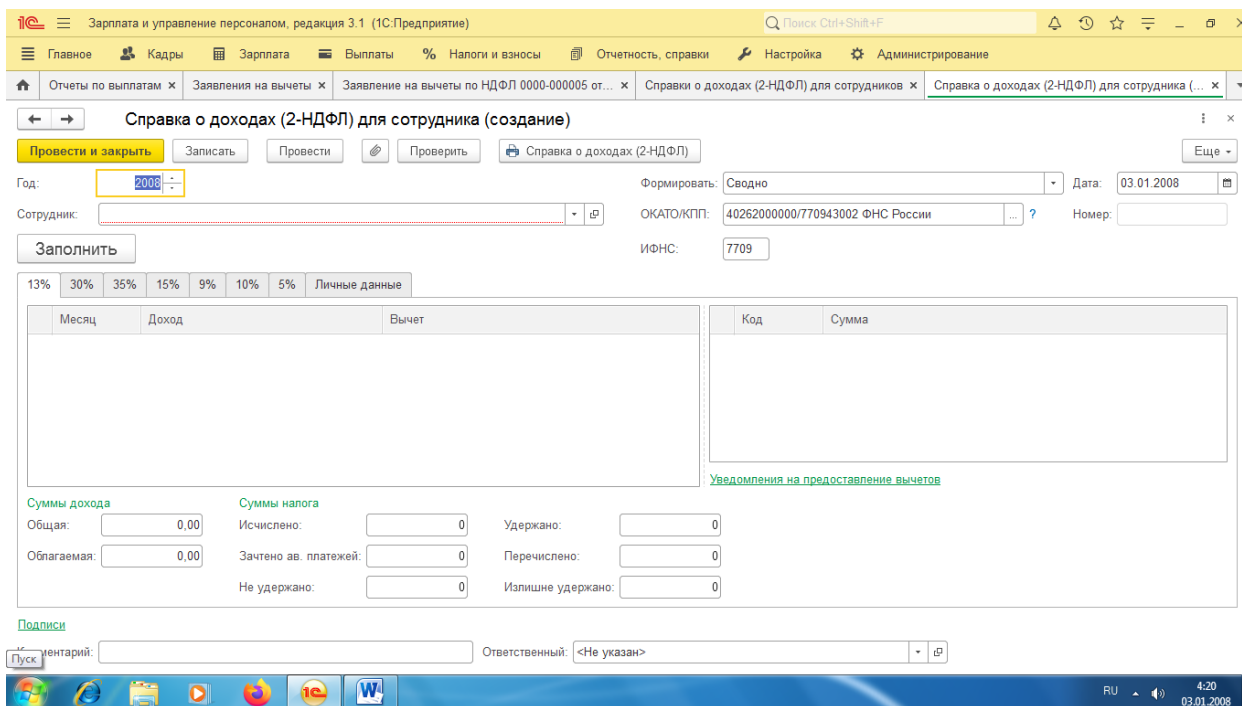 1С Зарплата и управление персоналом, редакция 3.1 (1С:Предприятие) Поиск Ctrl+Shift+F
Главное Кадры Зарплата Выплаты % Налоги и взносы Отчетность, справки Настройка Администрирование
Отчеты по выплатам × Заявления на вычеты × Заявление на вычеты по НДФЛ 0000-000005 от... × Справки о доходах (2-НДФЛ) для сотрудников × Справка о доходах (2-НДФЛ) для сотрудника (... ×
Справка о доходах (2-НДФЛ) для сотрудника (создание)
Провести и закрыть Записать Провести Проверить Справка о доходах (2-НДФЛ) Еще
Год: 2008 Формировать: Сводно Дата: 03.01.2008
Сотрудник: ОКАТО/КПП: 40262000000/770943002 ФНС России ... ? Номер:
Заполнить ИФНС: 7709
13% 30% 35% 15% 9% 10% 5% Личные данные
Месяц Доход Вычет Код Сумма
Уведомления на предоставление вычетов
Суммы дохода Суммы налога
Общая: 0,00 Исчислено: 0 Удержано: 0
Облагаемая: 0,00 Зачтено ав. платежей: 0 Перечислено: 0
Не удержано: 0 Излишне удержано: 0
Подписи
Комментарий: Ответственный: <Не указан>
Пуск
1С W RU 4:20
03.01.2008